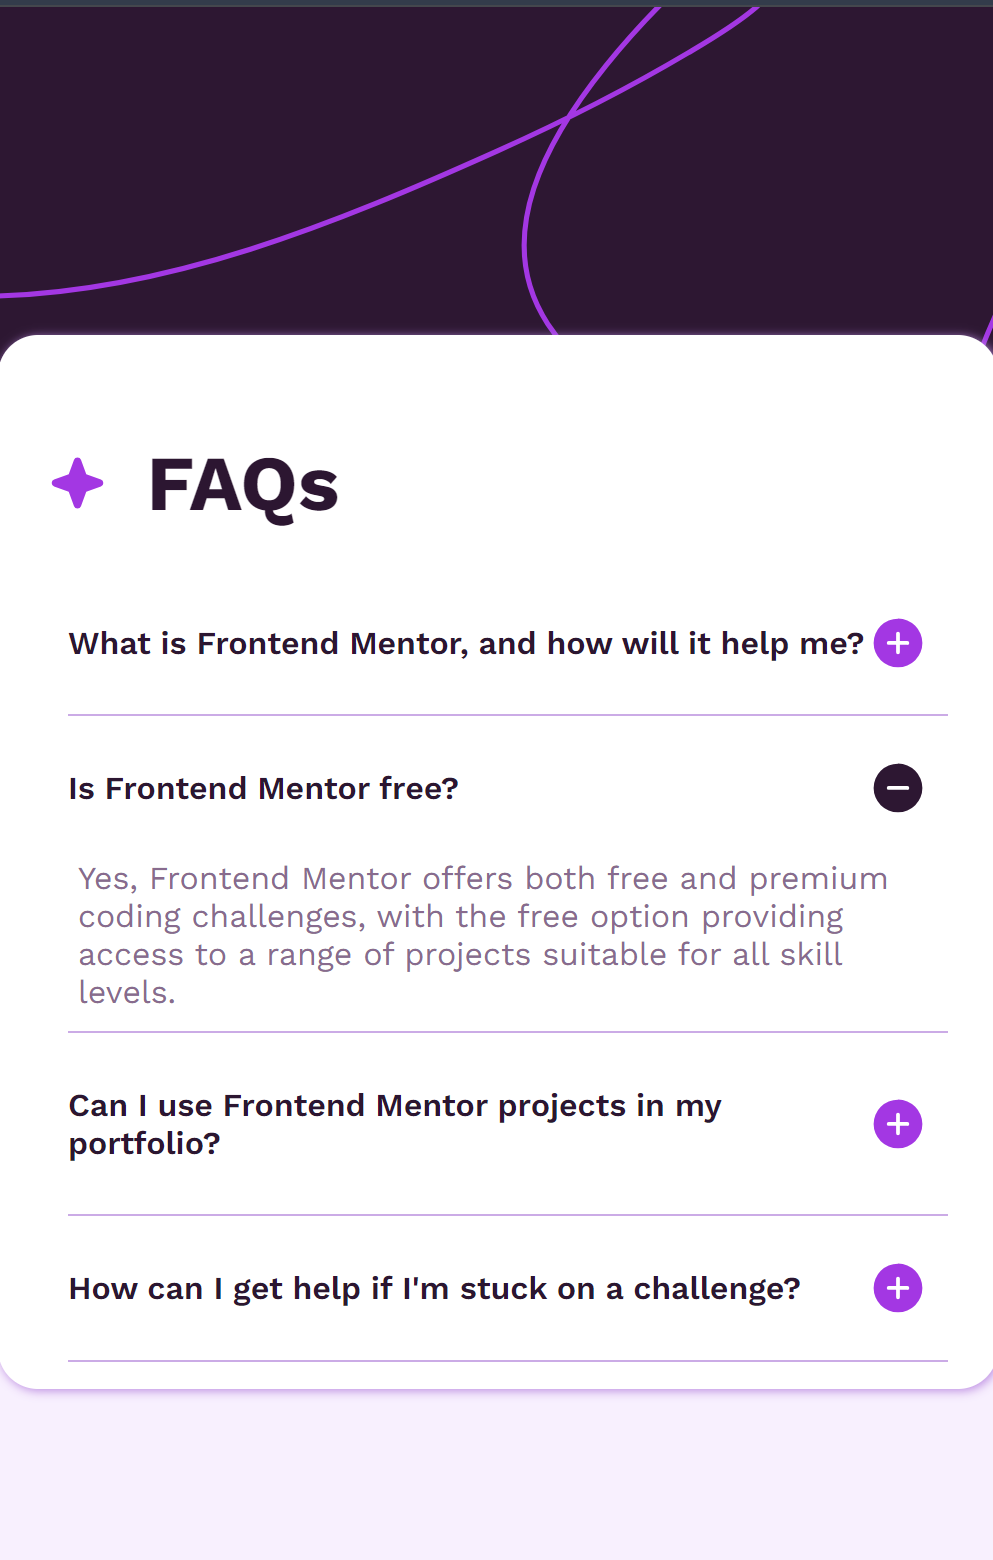 FAQs
What is Frontend Mentor, and how will it help me?
Is Frontend Mentor free?
Yes, Frontend Mentor offers both free and premium
coding challenges, with the free option providing
access to a range of projects suitable for all skill
levels.
Can I use Frontend Mentor projects in my
portfolio?
How can I get help if I'm stuck on a challenge?